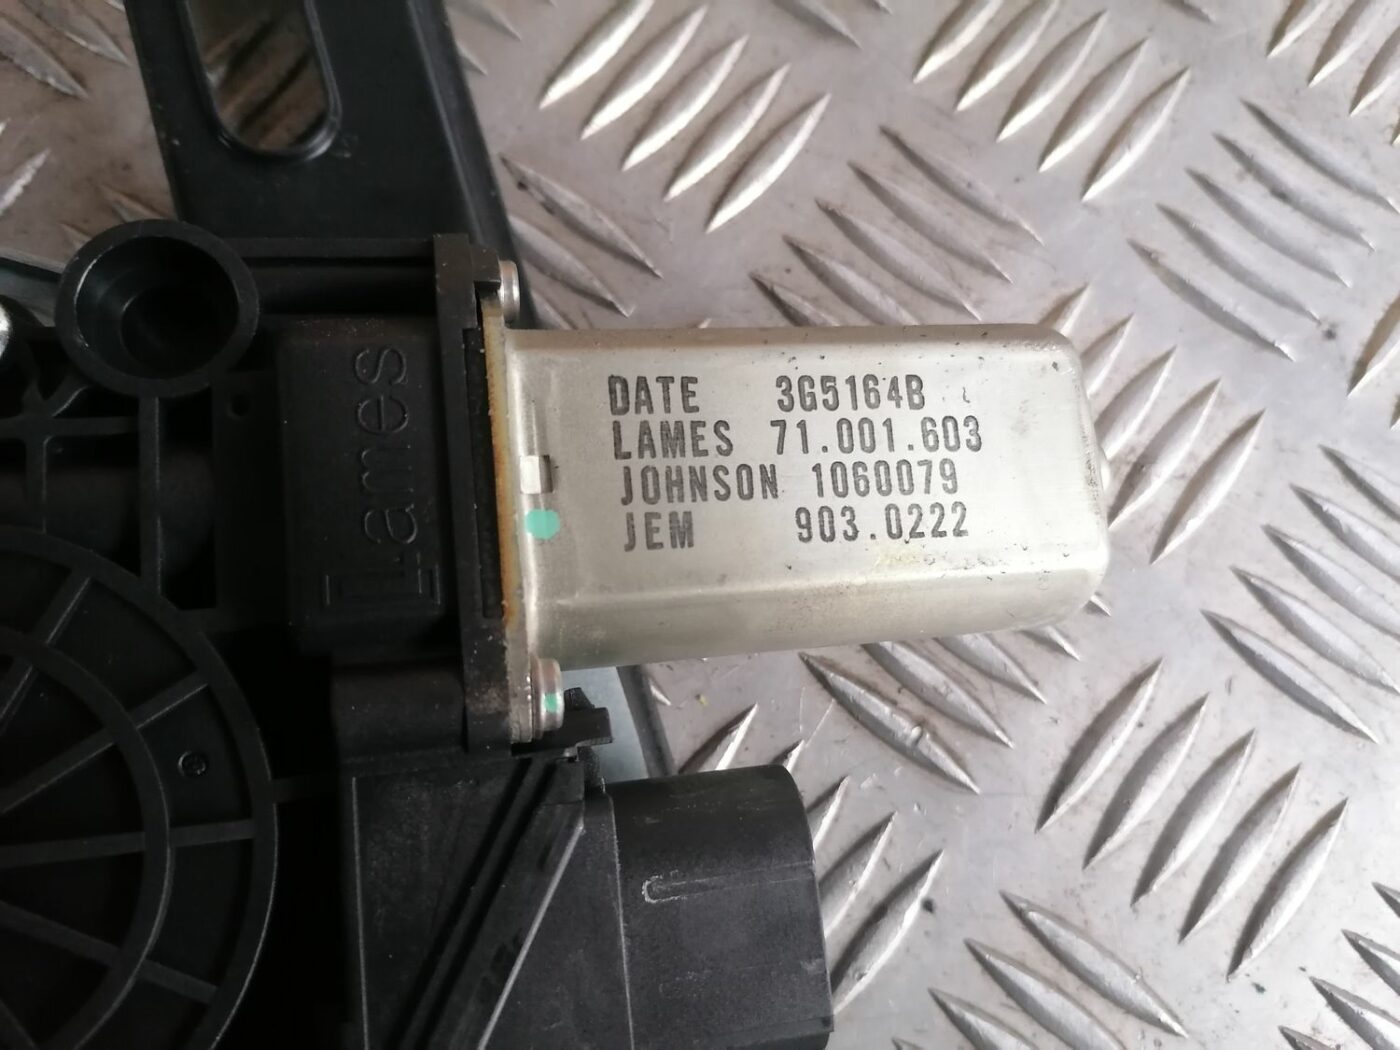 Lames
DATE 3G5164B
LAMES 71.001.603
JOHNSON 1060079
JEM 903.0222